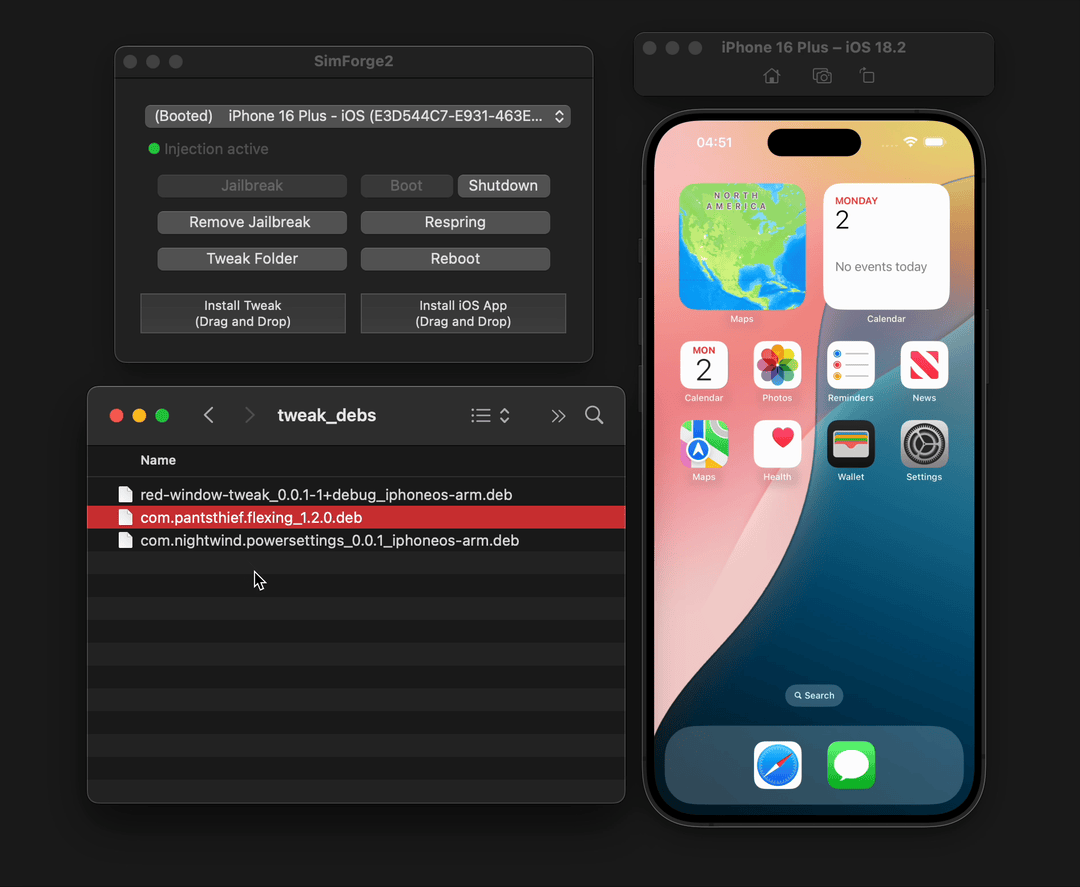 SimForge2
(Booted) iPhone 16 Plus - iOS (E3D544C7-E931-463E...
Injection active
Jailbreak
Boot
Shutdown
Remove Jailbreak
Respring
Tweak Folder
Reboot
Install Tweak
(Drag and Drop)
Install iOS App
(Drag and Drop)
tweak_debs
Name
red-window-tweak_0.0.1-1+debug_iphoneos-arm.deb
com.pantsthief.flexing_1.2.0.deb
com.nightwind.powersettings_0.0.1_iphoneos-arm.deb
iPhone 16 Plus – iOS 18.2
04:51
NORTH
AMERICA
Maps
MONDAY
2
No events today
Calendar
MON
2
Calendar
Photos
Reminders
News
Maps
Health
Wallet
Settings
Search